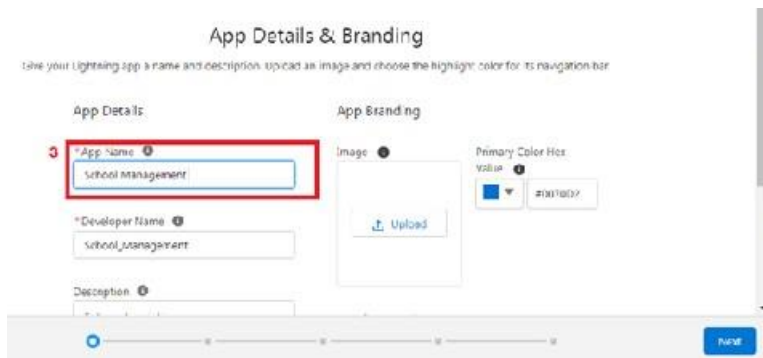 App Details & Branding
Give your Lightning app a name and description. Upload an image and choose the highlight color for its navigation bar.
App Details
App Branding
3
*App Name
School Management
Image
Upload
Primary Color Hex
Value
#0070D2
*Developer Name
School_Management
Description
Next